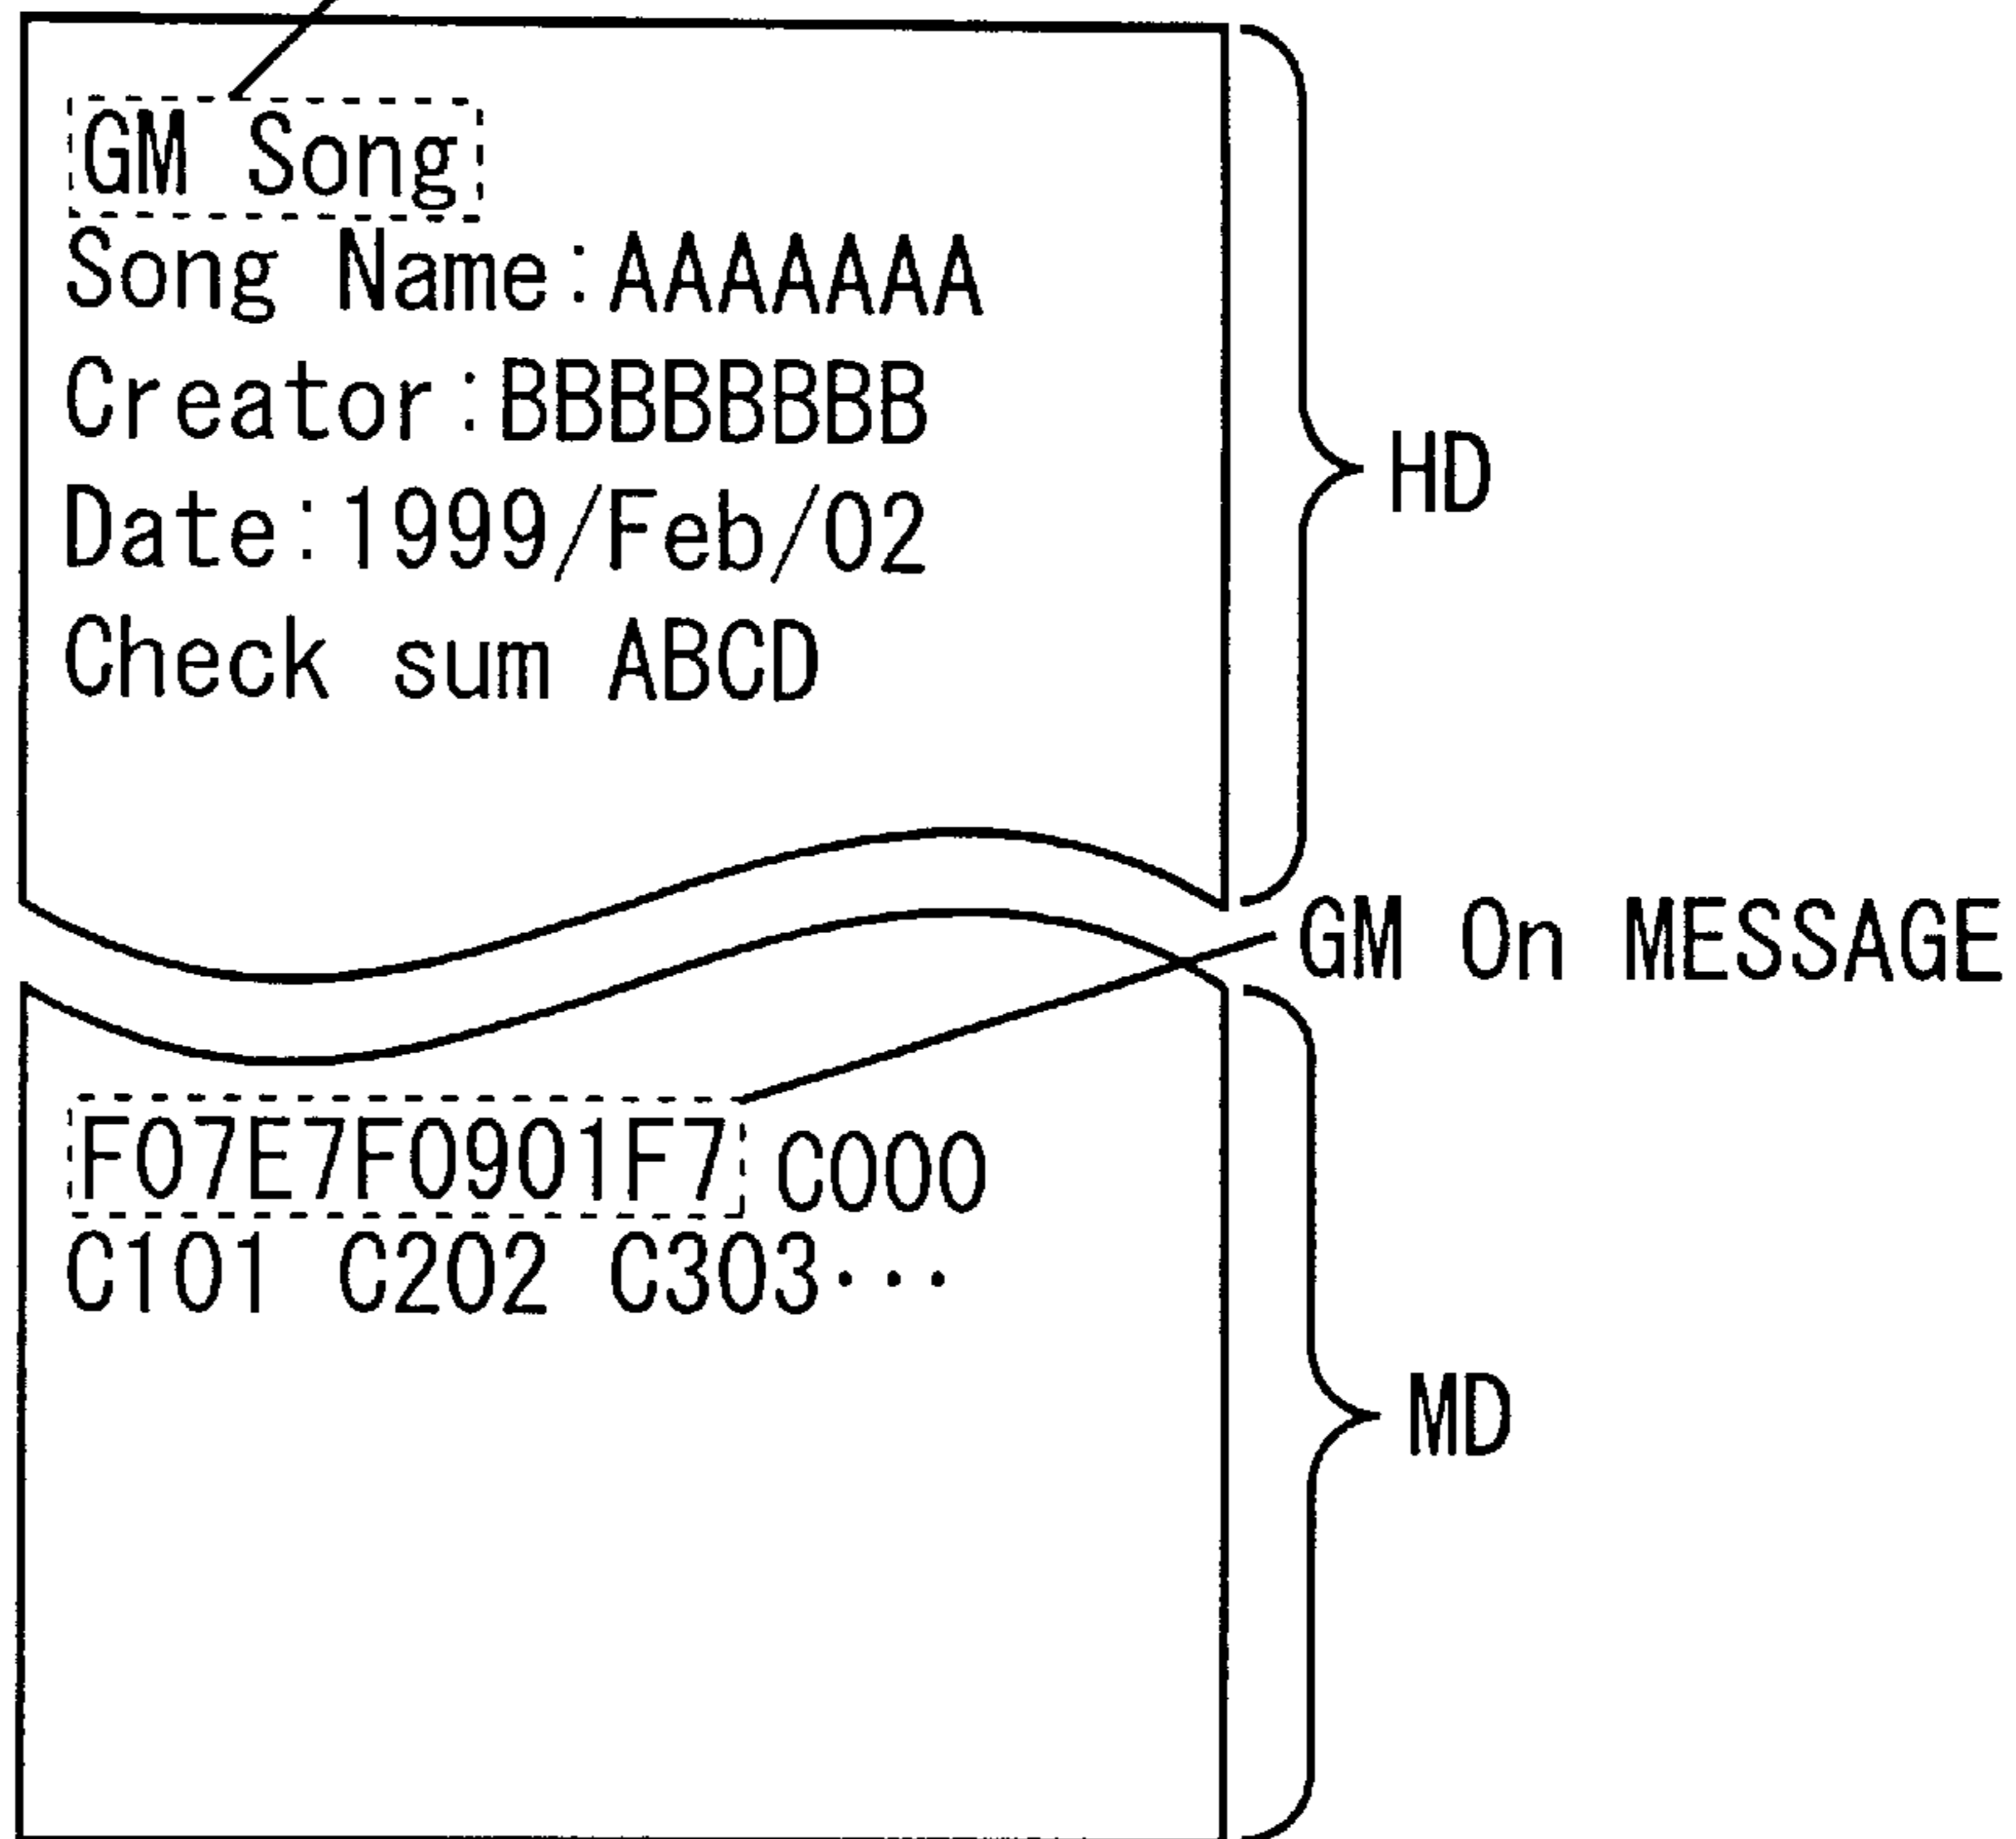 GM Song
Song Name:AAAAAAA
Creator:BBBBBBBB
Date:1999/Feb/02
Check sum ABCD
HD
GM On MESSAGE
F07E7F0901F7 C000
C101 C202 C303···
MD